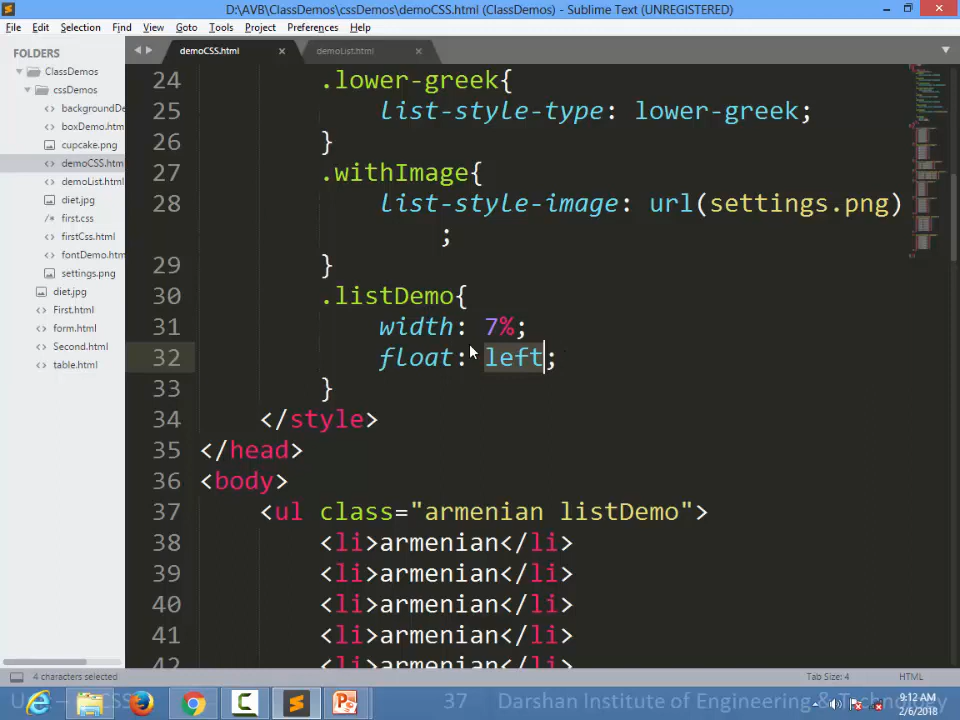 D:\AVB\ClassDemos\cssDemos\demoCSS.html (ClassDemos) - Sublime Text (UNREGISTERED)
File Edit Selection Find View Goto Tools Project Preferences Help
FOLDERS
ClassDemos
cssDemos
backgroundDe
boxDemo.htm
cupcake.png
demoCSS.html
demoList.html
diet.jpg
first.css
firstCss.html
fontDemo.htm
settings.png
diet.jpg
First.html
form.html
Second.html
table.html
demoCSS.html
demoList.html
24 .lower-greek{
25 list-style-type: lower-greek;
26 }
27 .withImage{
28 list-style-image: url(settings.png)
;
29 }
30 .listDemo{
31 width: 7%;
32 float: left;
33 }
34 </style>
35 </head>
36 <body>
37 <ul class="armenian listDemo">
38 <li>armenian</li>
39 <li>armenian</li>
40 <li>armenian</li>
41 <li>armenian</li>
42 <li>armenian</li>
4 characters selected Tab Size: 4 HTML
37 Darshan Institute of Engineering & Technology
9:12 AM
2/6/2018